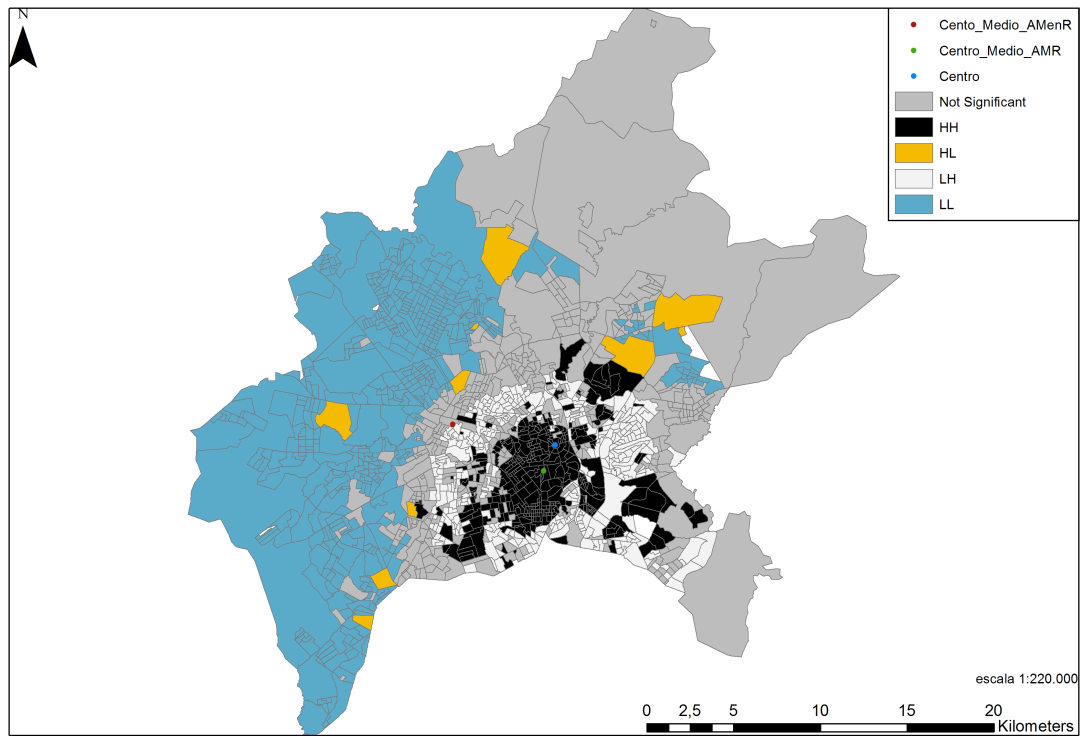 N
Cento_Medio_AMenR
Centro_Medio_AMR
Centro
Not Significant
HH
HL
LH
LL
escala 1:220.000
0 2,5 5 10 15 20
Kilometers